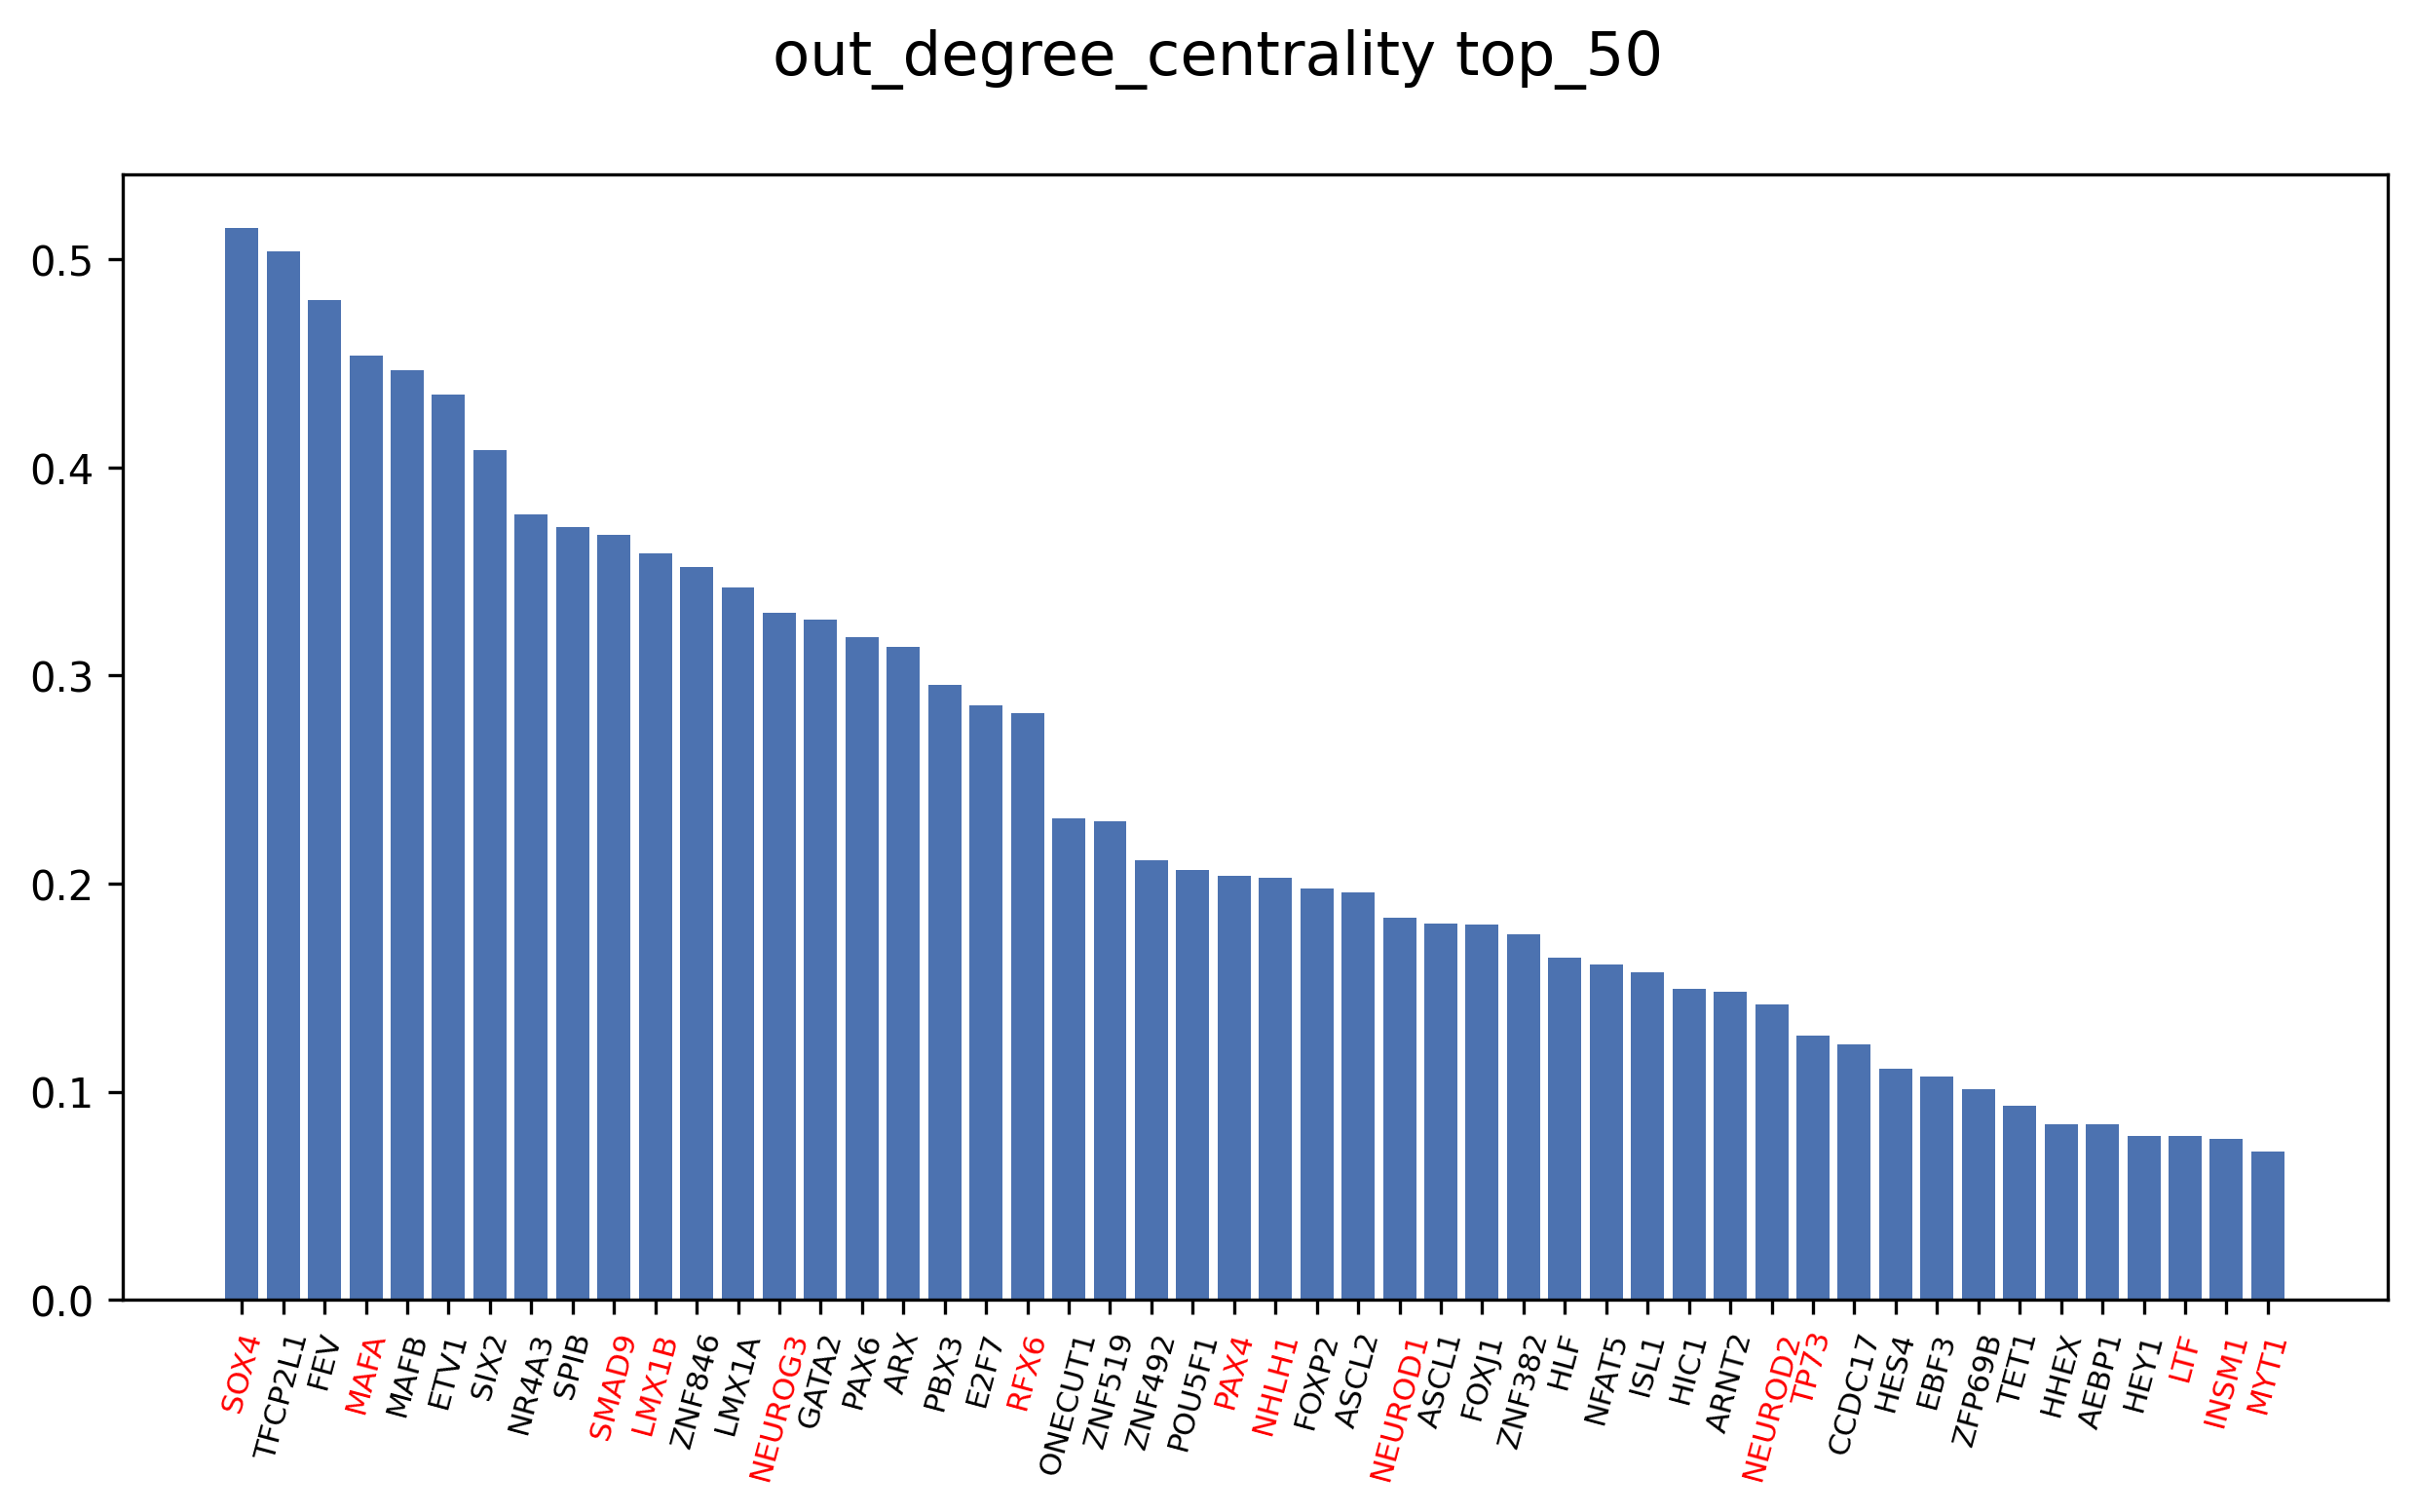 out_degree_centrality top_50
0.5
0.4
0.3
0.2
0.1
0.0
SOX4
TFCP2L1
FEV
MAFA
MAFB
ETV1
SIX2
NR4A3
SPIB
SMAD9
LMX1B
ZNF846
LMX1A
NEUROG3
GATA2
PAX6
ARX
PBX3
E2F7
RFX6
ONECUT1
ZNF519
ZNF492
POU5F1
PAX4
NHLH1
FOXP2
ASCL2
NEUROD1
ASCL1
FOXJ1
ZNF382
HLF
NFAT5
ISL1
HIC1
ARNT2
NEUROD2
TP73
CCDC17
HES4
EBF3
ZFP69B
TET1
HHEX
AEBP1
HEY1
LTF
INSM1
MYT1